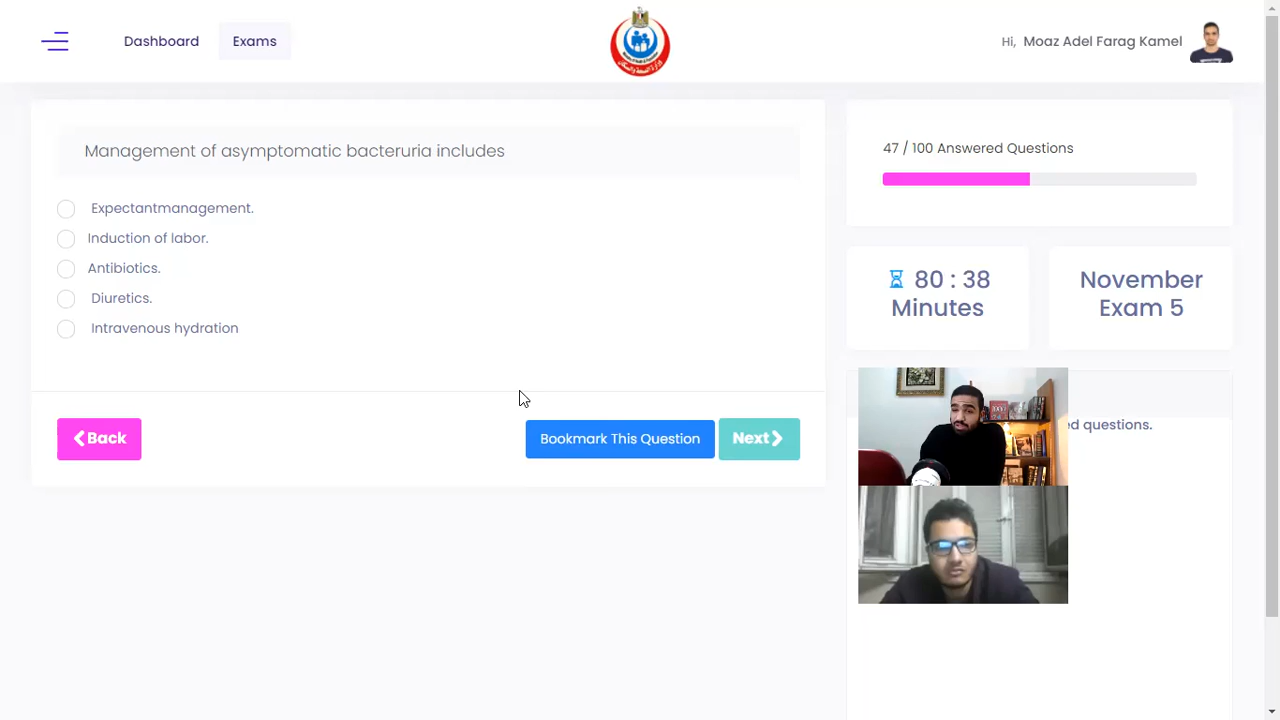 Dashboard
Exams
Hi, Moaz Adel Farag Kamel
Management of asymptomatic bacteruria includes
Expectantmanagement.
Induction of labor.
Antibiotics.
Diuretics.
Intravenous hydration
Back
Bookmark This Question
Next
47 / 100 Answered Questions
80 : 38
Minutes
November
Exam 5
ed questions.